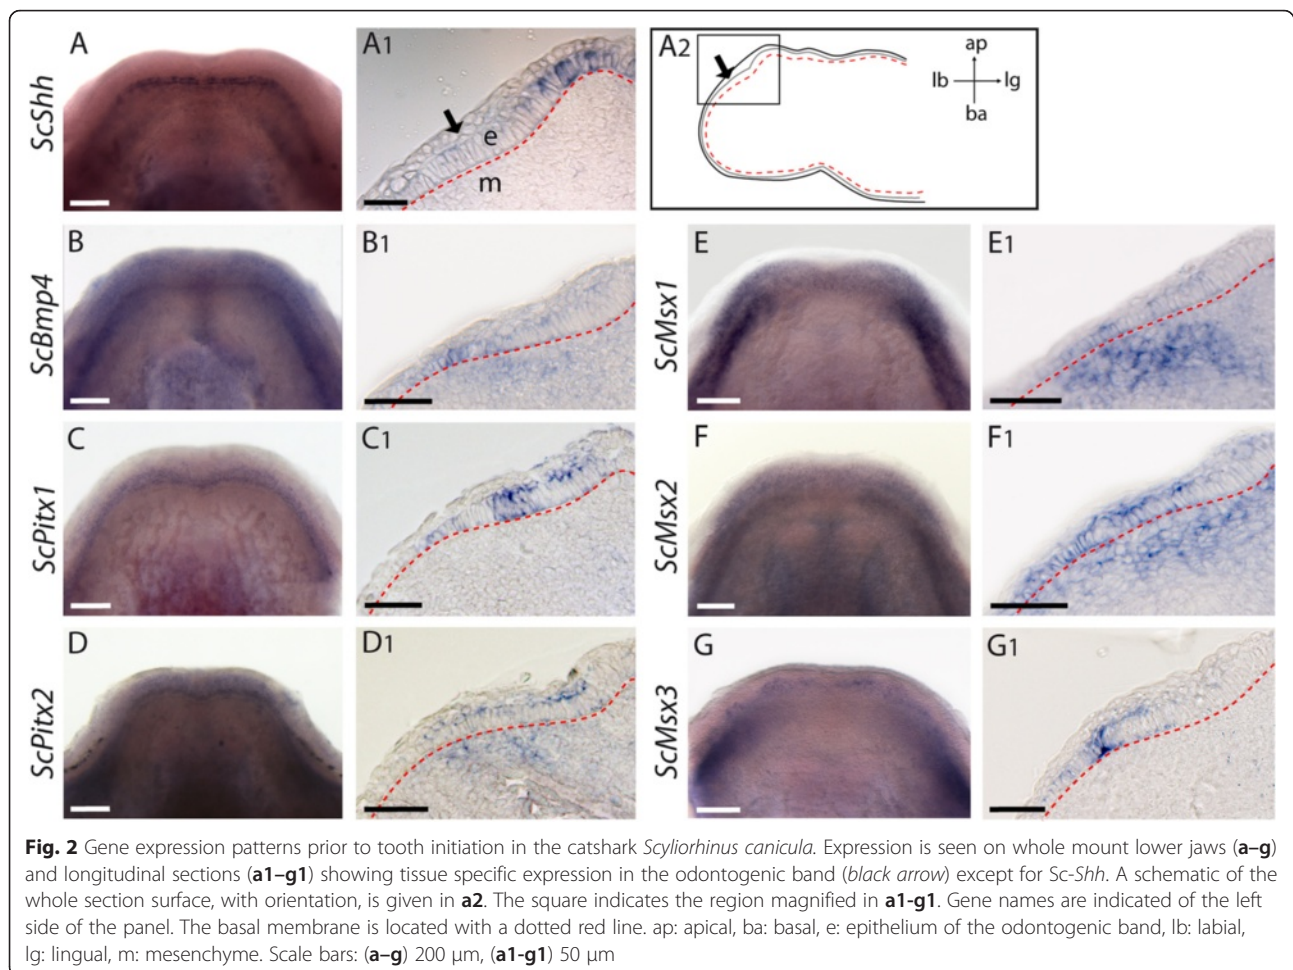 A
A1
A2
ap
lb
lg
ba
e
m
ScShh
B
B1
ScBmp4
E
E1
ScMsx1
C
C1
ScPitx1
F
F1
ScMsx2
D
D1
ScPitx2
G
G1
ScMsx3
Fig. 2 Gene expression patterns prior to tooth initiation in the catshark Scyliorhinus canicula. Expression is seen on whole mount lower jaws (a–g)
and longitudinal sections (a1–g1) showing tissue specific expression in the odontogenic band (black arrow) except for Sc-Shh. A schematic of the
whole section surface, with orientation, is given in a2. The square indicates the region magnified in a1-g1. Gene names are indicated of the left
side of the panel. The basal membrane is located with a dotted red line. ap: apical, ba: basal, e: epithelium of the odontogenic band, lb: labial,
lg: lingual, m: mesenchyme. Scale bars: (a–g) 200 μm, (a1-g1) 50 μm